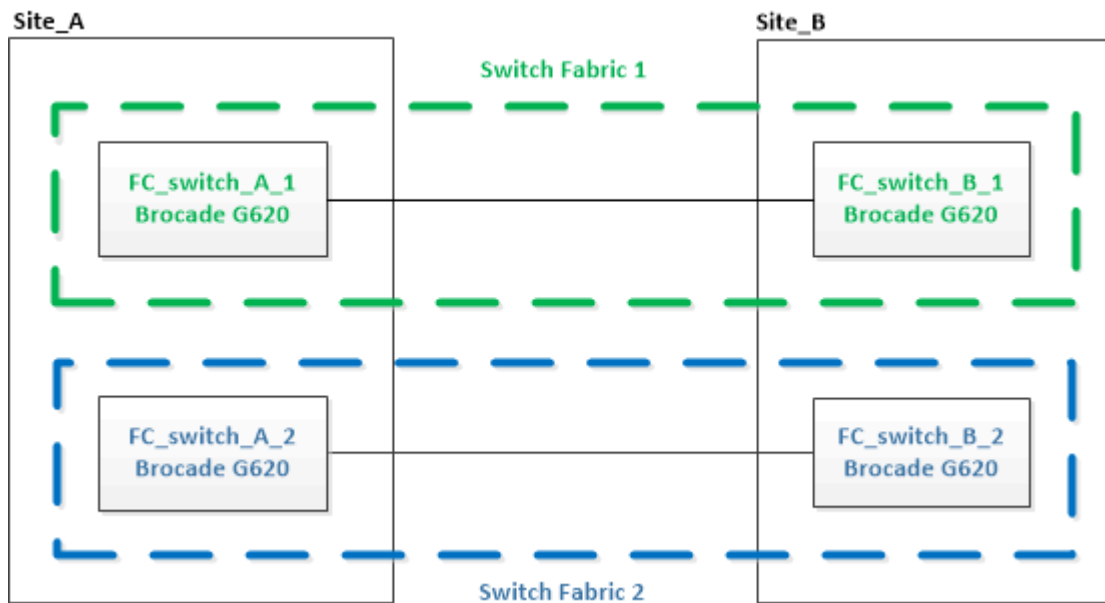 Site_A
Site_B
Switch Fabric 1
FC_switch_A_1
Brocade G620
FC_switch_B_1
Brocade G620
FC_switch_A_2
Brocade G620
FC_switch_B_2
Brocade G620
Switch Fabric 2